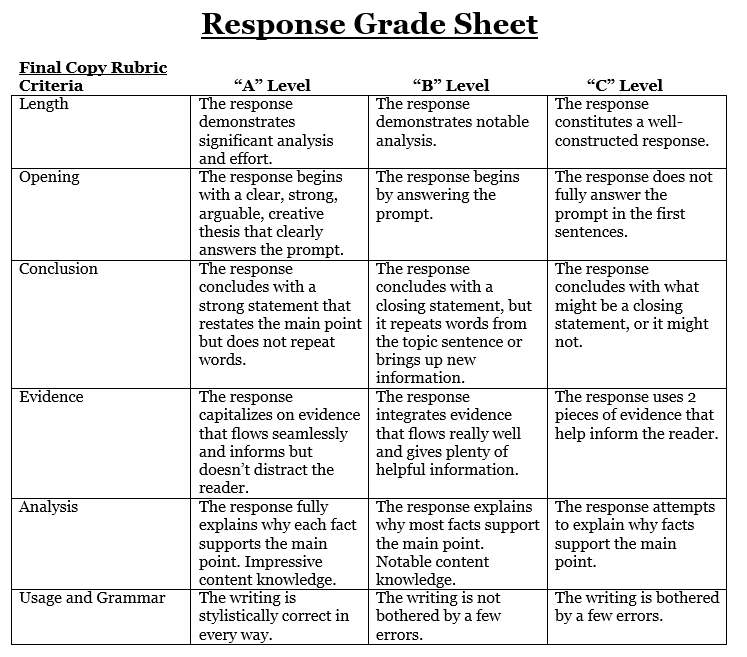 Response Grade Sheet
Final Copy Rubric
Criteria “A” Level “B” Level “C” Level
Length
The response
demonstrates
significant analysis
and effort.
The response
demonstrates notable
analysis.
The response
constitutes a well-
constructed response.
Opening
The response begins
with a clear, strong,
arguable, creative
thesis that clearly
answers the prompt.
The response begins
by answering the
prompt.
The response does not
fully answer the
prompt in the first
sentences.
Conclusion
The response
concludes with a
strong statement that
restates the main point
but does not repeat
words.
The response
concludes with a
closing statement, but
it repeats words from
the topic sentence or
brings up new
information.
The response
concludes with what
might be a closing
statement, or it might
not.
Evidence
The response
capitalizes on evidence
that flows seamlessly
and informs but
doesn’t distract the
reader.
The response
integrates evidence
that flows really well
and gives plenty of
helpful information.
The response uses 2
pieces of evidence that
help inform the reader.
Analysis
The response fully
explains why each fact
supports the main
point. Impressive
content knowledge.
The response explains
why most facts support
the main point.
Notable content
knowledge.
The response attempts
to explain why facts
support the main
point.
Usage and Grammar
The writing is
stylistically correct in
every way.
The writing is not
bothered by a few
errors.
The writing is bothered
by a few errors.